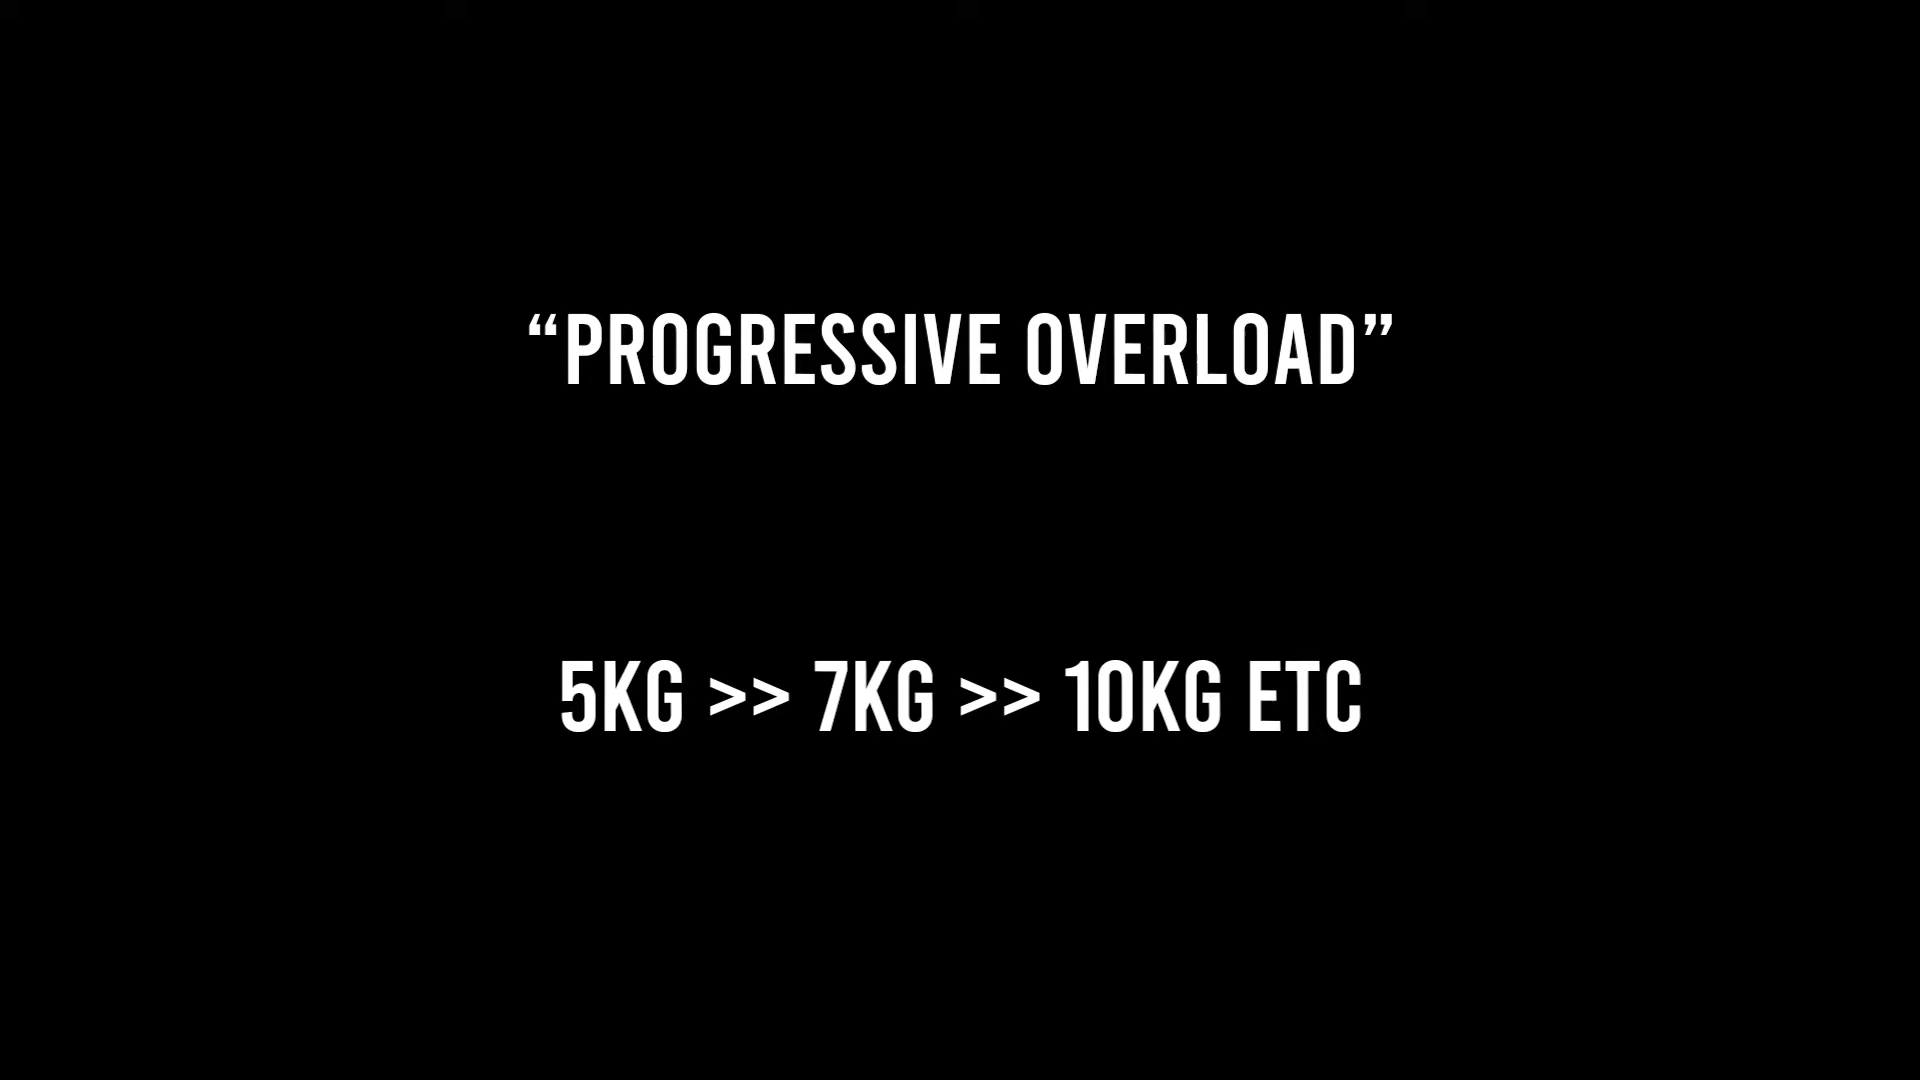 “PROGRESSIVE OVERLOAD”
5KG >> 7KG >> 10KG ETC